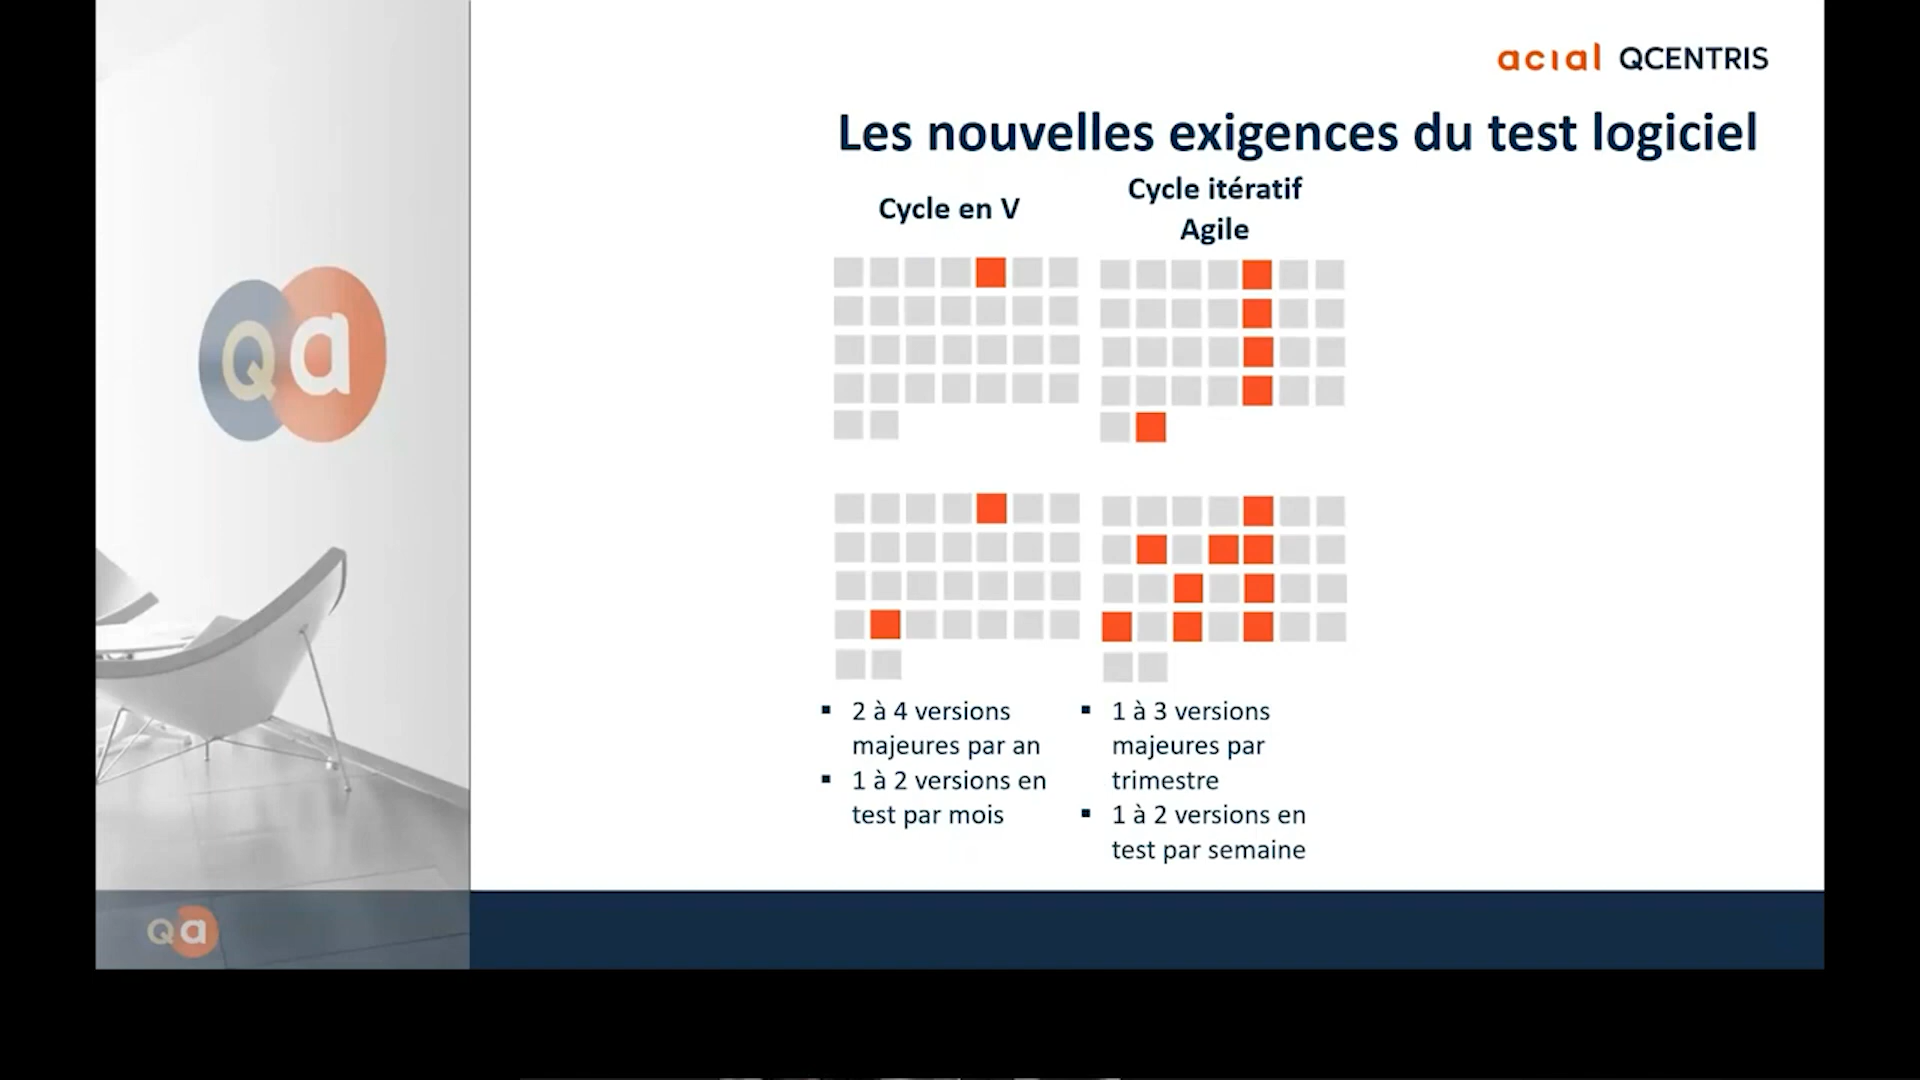 acial QCENTRIS
Les nouvelles exigences du test logiciel
Cycle en V
Cycle itératif
Agile
Qa
▪ 2 à 4 versions
majeures par an
▪ 1 à 2 versions en
test par mois
▪ 1 à 3 versions
majeures par
trimestre
▪ 1 à 2 versions en
test par semaine
Qa